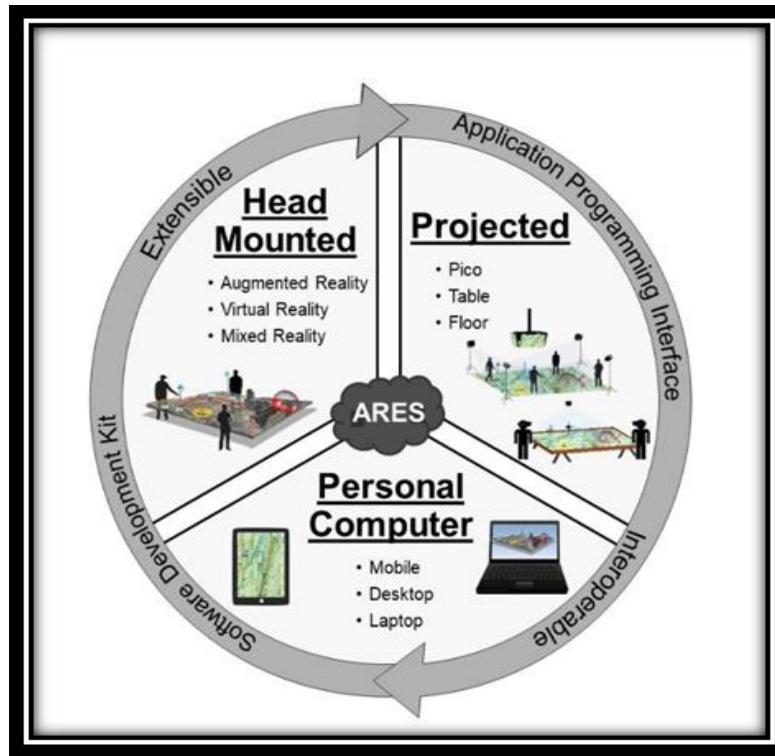 Extensible
Application Programming Interface
Head
Mounted
• Augmented Reality
• Virtual Reality
• Mixed Reality
Projected
• Pico
• Table
• Floor
ARES
Personal
Computer
• Mobile
• Desktop
• Laptop
Software Development Kit
Interoperable